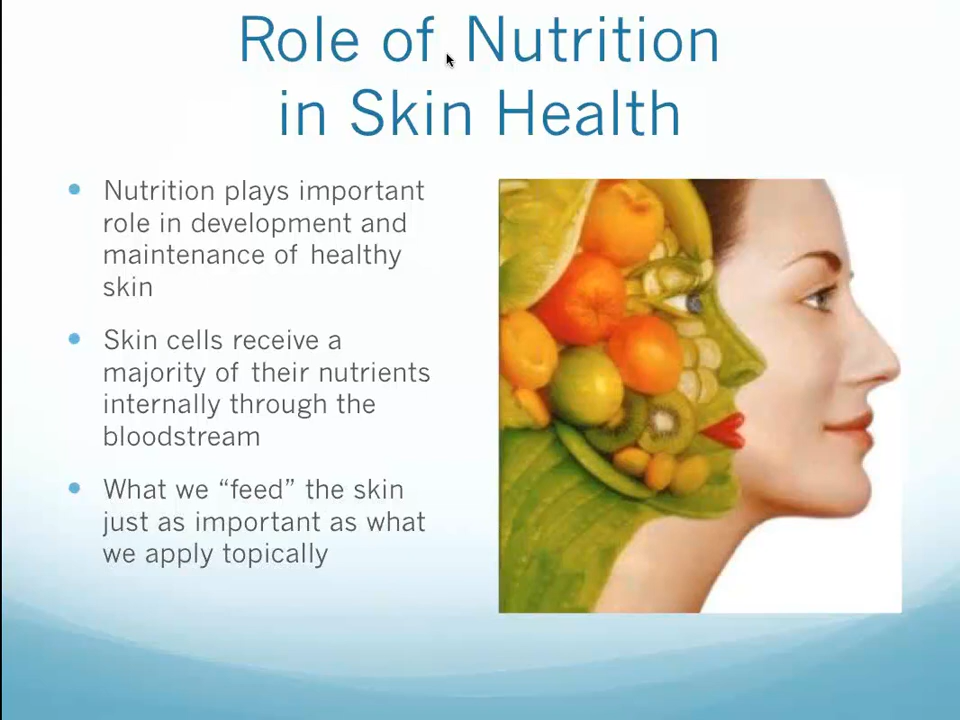 Role of Nutrition
in Skin Health
Nutrition plays important
role in development and
maintenance of healthy
skin
Skin cells receive a
majority of their nutrients
internally through the
bloodstream
What we “feed” the skin
just as important as what
we apply topically